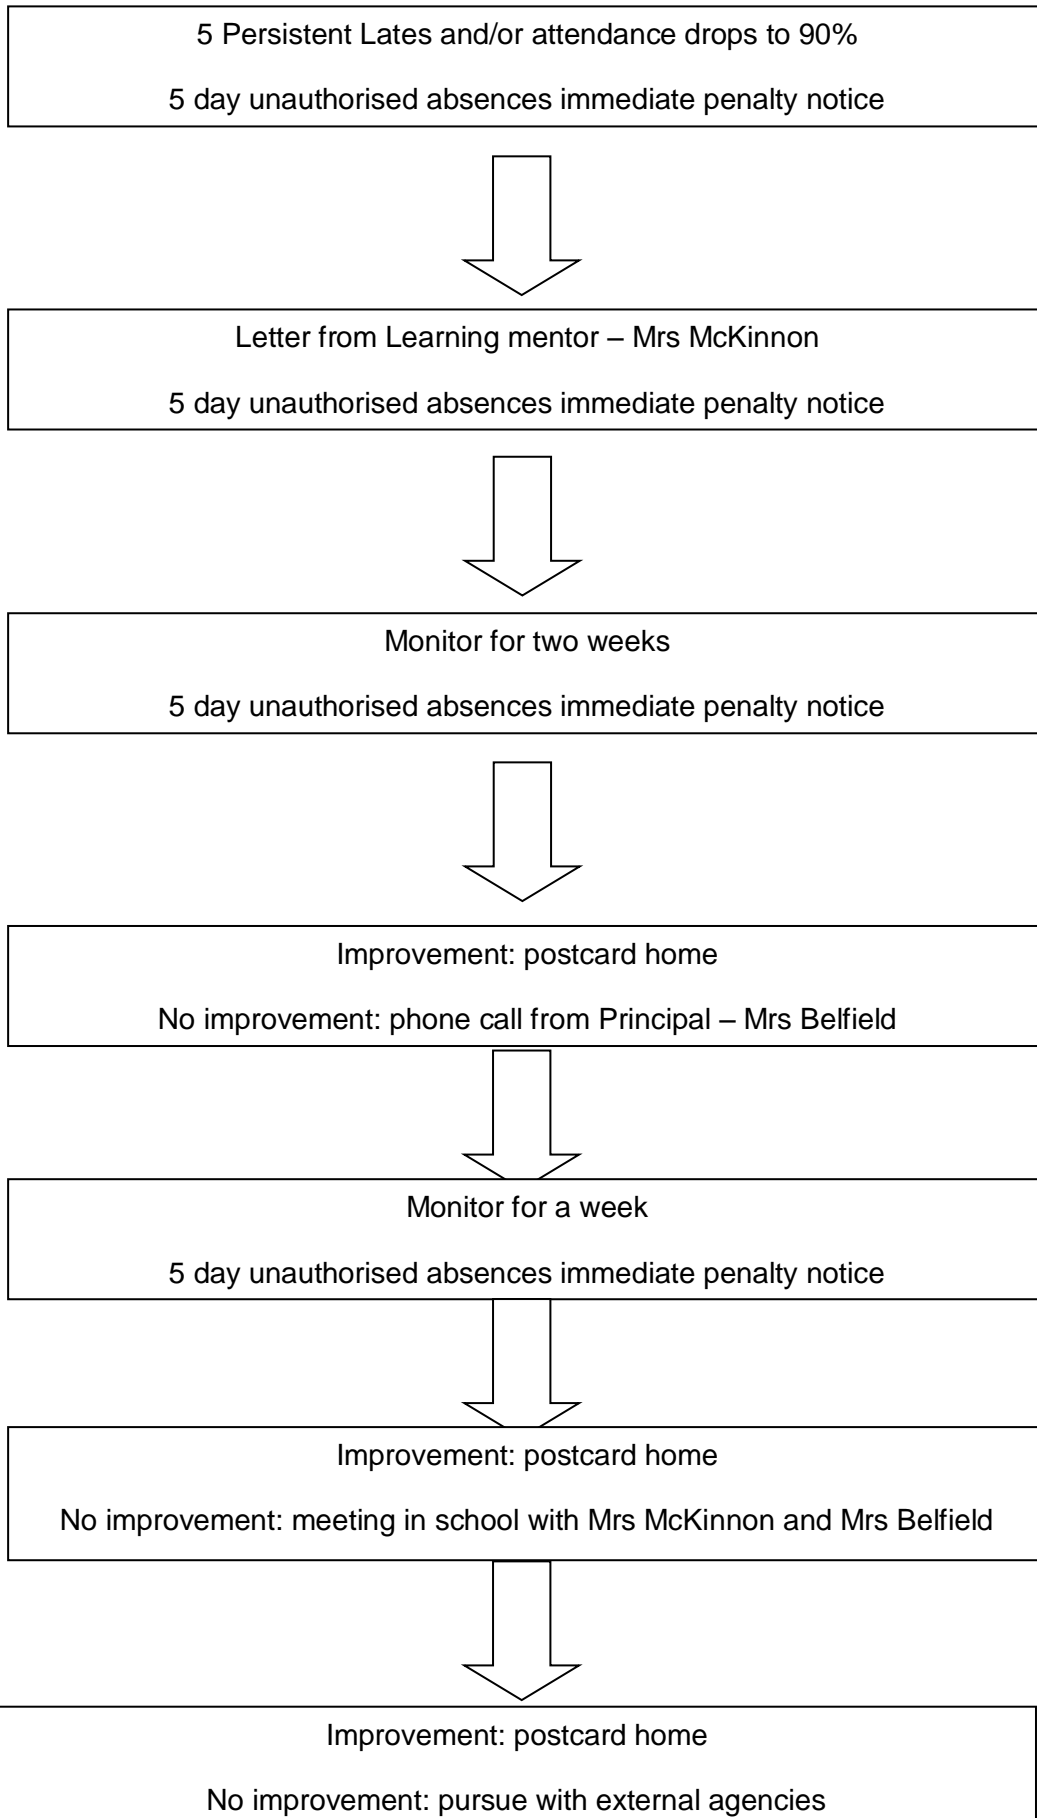 5 Persistent Lates and/or attendance drops to 90%
5 day unauthorised absences immediate penalty notice
Letter from Learning mentor – Mrs McKinnon
5 day unauthorised absences immediate penalty notice
Monitor for two weeks
5 day unauthorised absences immediate penalty notice
Improvement: postcard home
No improvement: phone call from Principal – Mrs Belfield
Monitor for a week
5 day unauthorised absences immediate penalty notice
Improvement: postcard home
No improvement: meeting in school with Mrs McKinnon and Mrs Belfield
Improvement: postcard home
No improvement: pursue with external agencies